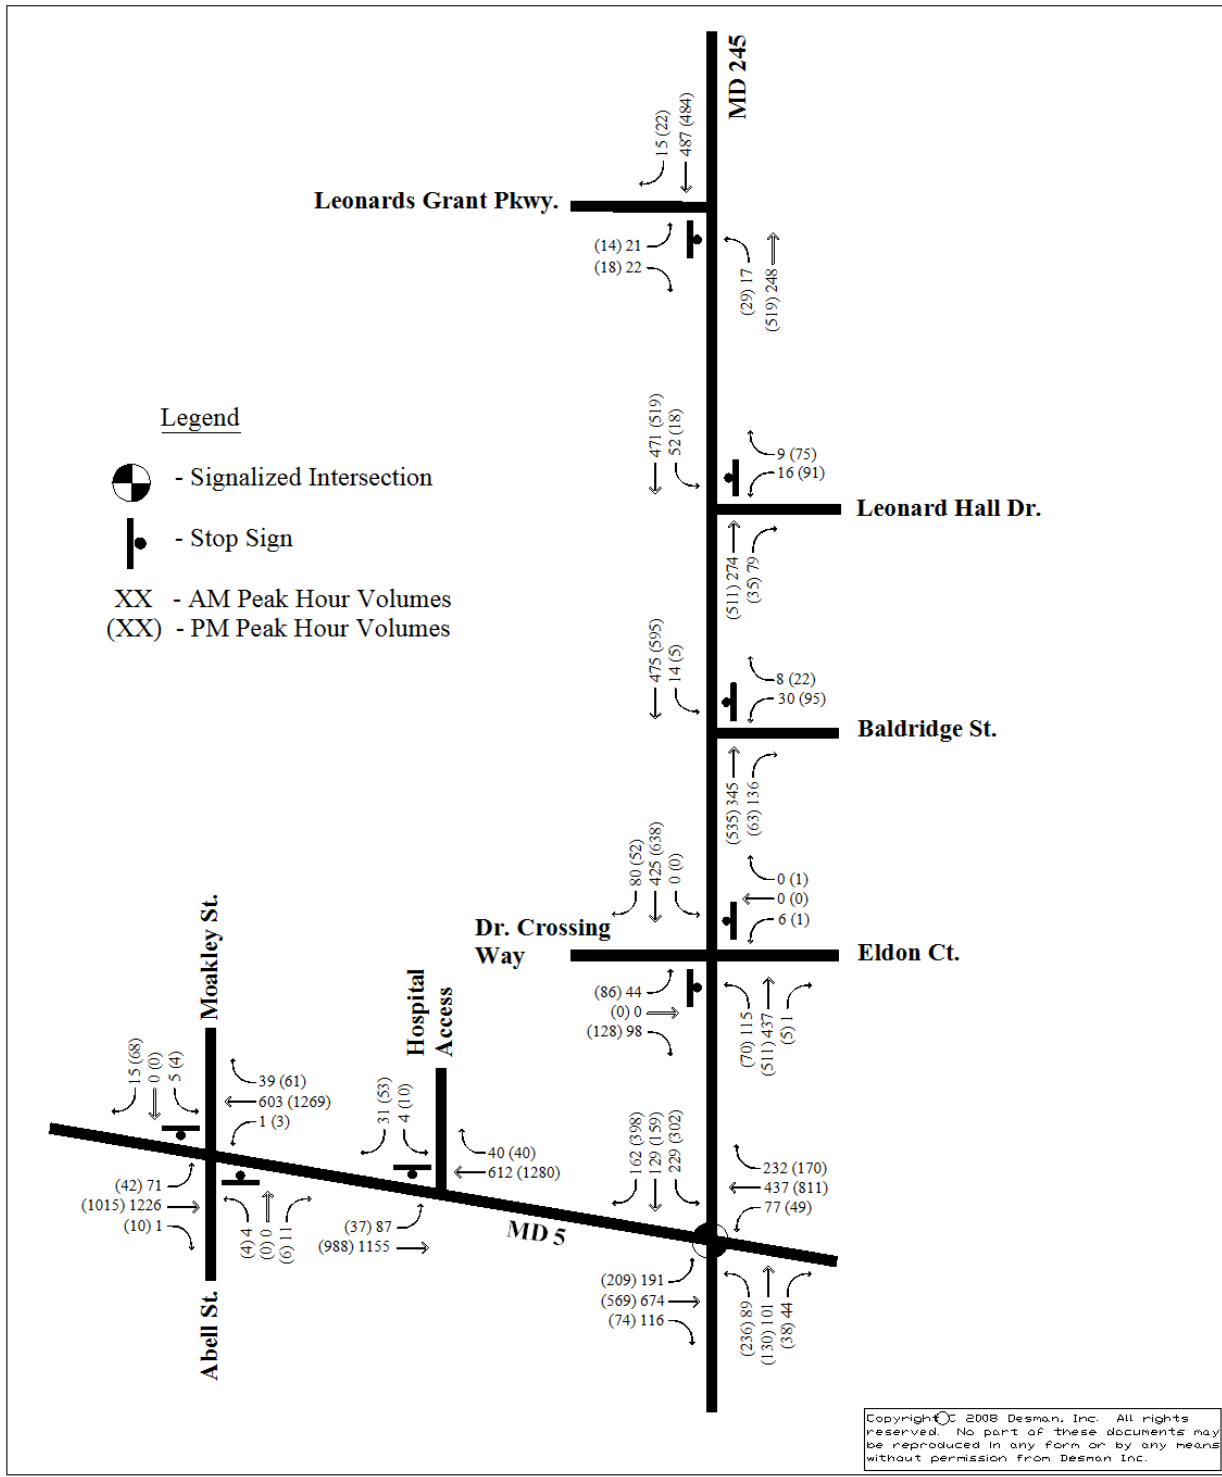 MD 245
15 (22)
487 (484)
Leonards Grant Pkwy.
(14) 21
(18) 22
(29) 17
(519) 248
Legend
- Signalized Intersection
- Stop Sign
XX - AM Peak Hour Volumes
(XX) - PM Peak Hour Volumes
471 (519)
52 (18)
9 (75)
16 (91)
Leonard Hall Dr.
(511) 274
(35) 79
475 (595)
14 (5)
8 (22)
30 (95)
Baldridge St.
(535) 345
(63) 136
80 (52)
425 (638)
0 (0)
0 (1)
0 (0)
6 (1)
Dr. Crossing
Way
Eldon Ct.
(86) 44
(0) 0
(128) 98
(70) 115
(511) 437
(5) 1
Moakley St.
15 (68)
0 (0)
5 (4)
39 (61)
603 (1269)
1 (3)
(42) 71
(1015) 1226
(10) 1
(4) 4
(0) 0
(6) 11
Abell St.
Hospital
Access
31 (53)
4 (10)
40 (40)
612 (1280)
(37) 87
(988) 1155
MD 5
162 (398)
129 (159)
229 (302)
232 (170)
437 (811)
77 (49)
(209) 191
(569) 674
(74) 116
(236) 89
(130) 101
(38) 44
Copyright C 2008 Desman, Inc. All rights
reserved. No part of these documents may
be reproduced in any form or by any means
without permission from Desman Inc.